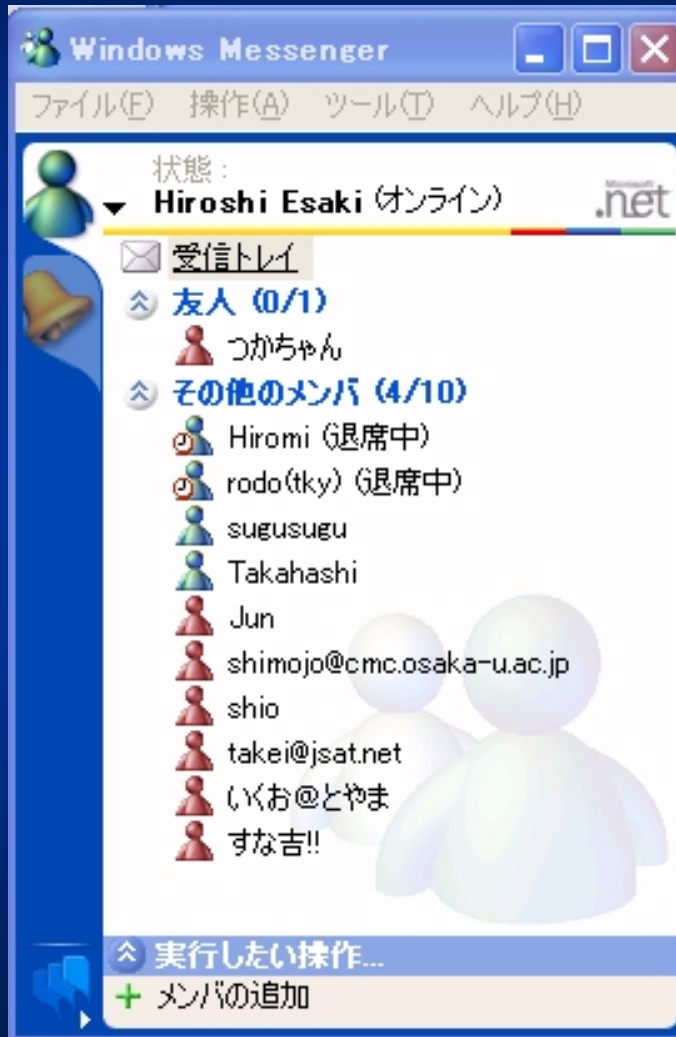 Windows Messenger
ファイル(F) 操作(A) ツール(T) ヘルプ(H)
状態 :
Hiroshi Esaki (オンライン)
Microsoft
.net
受信トレイ
友人 (0/1)
つかちゃん
その他のメンバ (4/10)
Hiromi (退席中)
rodo(tky) (退席中)
sugusugu
Takahashi
Jun
shimojo@cmc.osaka-u.ac.jp
shio
takei@jsat.net
いくお@とやま
すな吉!!
実行したい操作...
メンバの追加